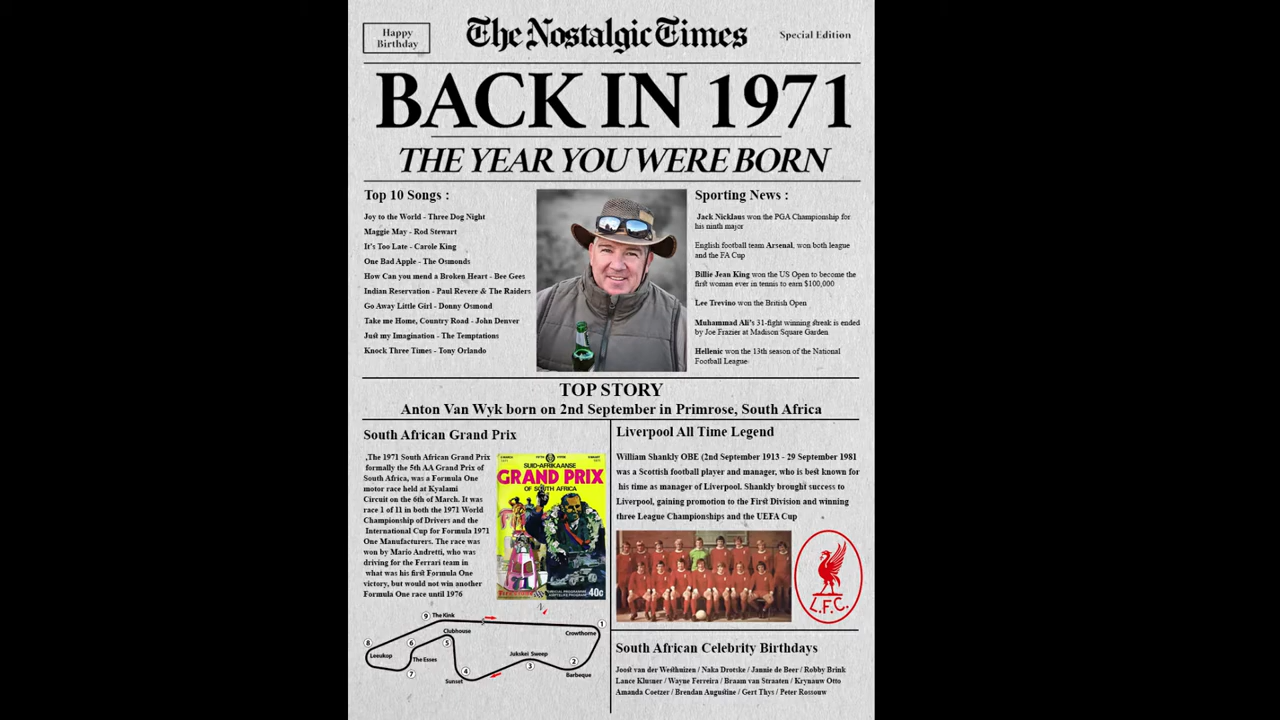 Happy
Birthday
The Nostalgic Times
Special Edition
BACK IN 1971
THE YEAR YOU WERE BORN
Top 10 Songs :
Joy to the World - Three Dog Night
Maggie May - Rod Stewart
It's Too Late - Carole King
One Bad Apple - The Osmonds
How Can you mend a Broken Heart - Bee Gees
Indian Reservation - Paul Revere & The Raiders
Go Away Little Girl - Donny Osmond
Take me Home, Country Road - John Denver
Just my Imagination - The Temptations
Knock Three Times - Tony Orlando
Sporting News :
Jack Nicklaus won the PGA Championship for
his ninth major
English football team Arsenal, won both league
and the FA Cup
Billie Jean King won the US Open to become the
first woman ever in tennis to earn $100,000
Lee Trevino won the British Open
Muhammad Ali's 31-fight winning streak is ended
by Joe Frazier at Madison Square Garden
Hellenic won the 13th season of the National
Football League
TOP STORY
Anton Van Wyk born on 2nd September in Primrose, South Africa
South African Grand Prix
,The 1971 South African Grand Prix
formally the 5th AA Grand Prix of
South Africa, was a Formula One
motor race held at Kyalami
Circuit on the 6th of March. It was
race 1 of 11 in both the 1971 World
Championship of Drivers and the
International Cup for Formula 1971
One Manufacturers. The race was
won by Mario Andretti, who was
driving for the Ferrari team in
what was his first Formula One
victory, but would not win another
Formula One race until 1976
SUID-AFRIKAANSE
GRAND PRIX
OF SOUTH AFRICA
40c
N
9 The Kink
Clubhouse
1
Crowthorne
8
6
5
Leeukop
The Esses
Jukskei Sweep
2
7
4
3
Sunset
Barbeque
Liverpool All Time Legend
William Shankly OBE (2nd September 1913 - 29 September 1981
was a Scottish football player and manager, who is best known for
his time as manager of Liverpool. Shankly brought success to
Liverpool, gaining promotion to the First Division and winning
three League Championships and the UEFA Cup
L.F.C.
South African Celebrity Birthdays
Joost van der Westhuizen / Naka Drotske / Jannie de Beer / Robby Brink
Lance Klusner / Wayne Ferreira / Braam van Straaten / Krynauw Otto
Amanda Coetzer / Brendan Augustine / Gert Thys / Peter Rossouw